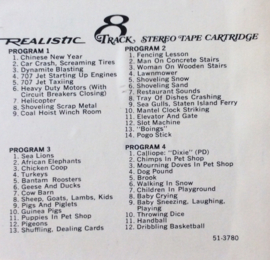 REALISTIC 8 TRACK, STEREO TAPE CARTRIDGE
PROGRAM 1
1. Chinese New Year
2. Car Crash, Screaming Tires
3. Dynamite Blasting
4. 707 Jet Starting Up Engines
5. 707 Jet Taxiing
6. Heavy Duty Motors (With
Circuit Breakers Closing)
7. Helicopter
8. Shoveling Scrap Metal
9. Coal Hoist Winch Room
PROGRAM 2
1. Fencing Lesson
2. Man On Concrete Stairs
3. Woman On Wooden Stairs
4. Lawnmower
5. Shoveling Snow
6. Shoveling Sand
7. Restaurant Sounds
8. Tray Of Dishes Crashing
9. Sea Gulls, Staten Island Ferry
10. Mantel Clock Striking
11. Elevator And Gate
12. Slot Machine
13. "Boings"
14. Pogo Stick
PROGRAM 3
1. Sea Lions
2. African Elephants
3. Chicken Coop
4. Turkeys
5. Bantam Roosters
6. Geese And Ducks
7. Cow Barn
8. Sheep, Goats, Lambs, Kids
9. Pigs And Piglets
10. Guinea Pigs
11. Puppies In Pet Shop
12. Pigeons
13. Shuffling, Dealing Cards
PROGRAM 4
1. Calliope: "Dixie" (PD)
2. Chimps In Pet Shop
3. Mourning Doves In Pet Shop
4. Dog Pound
5. Brook
6. Walking In Snow
7. Children In Playground
8. Baby Crying
9. Baby Sneezing, Laughing,
Playing
10. Throwing Dice
11. Handball
12. Dribbling Basketball
51-3780